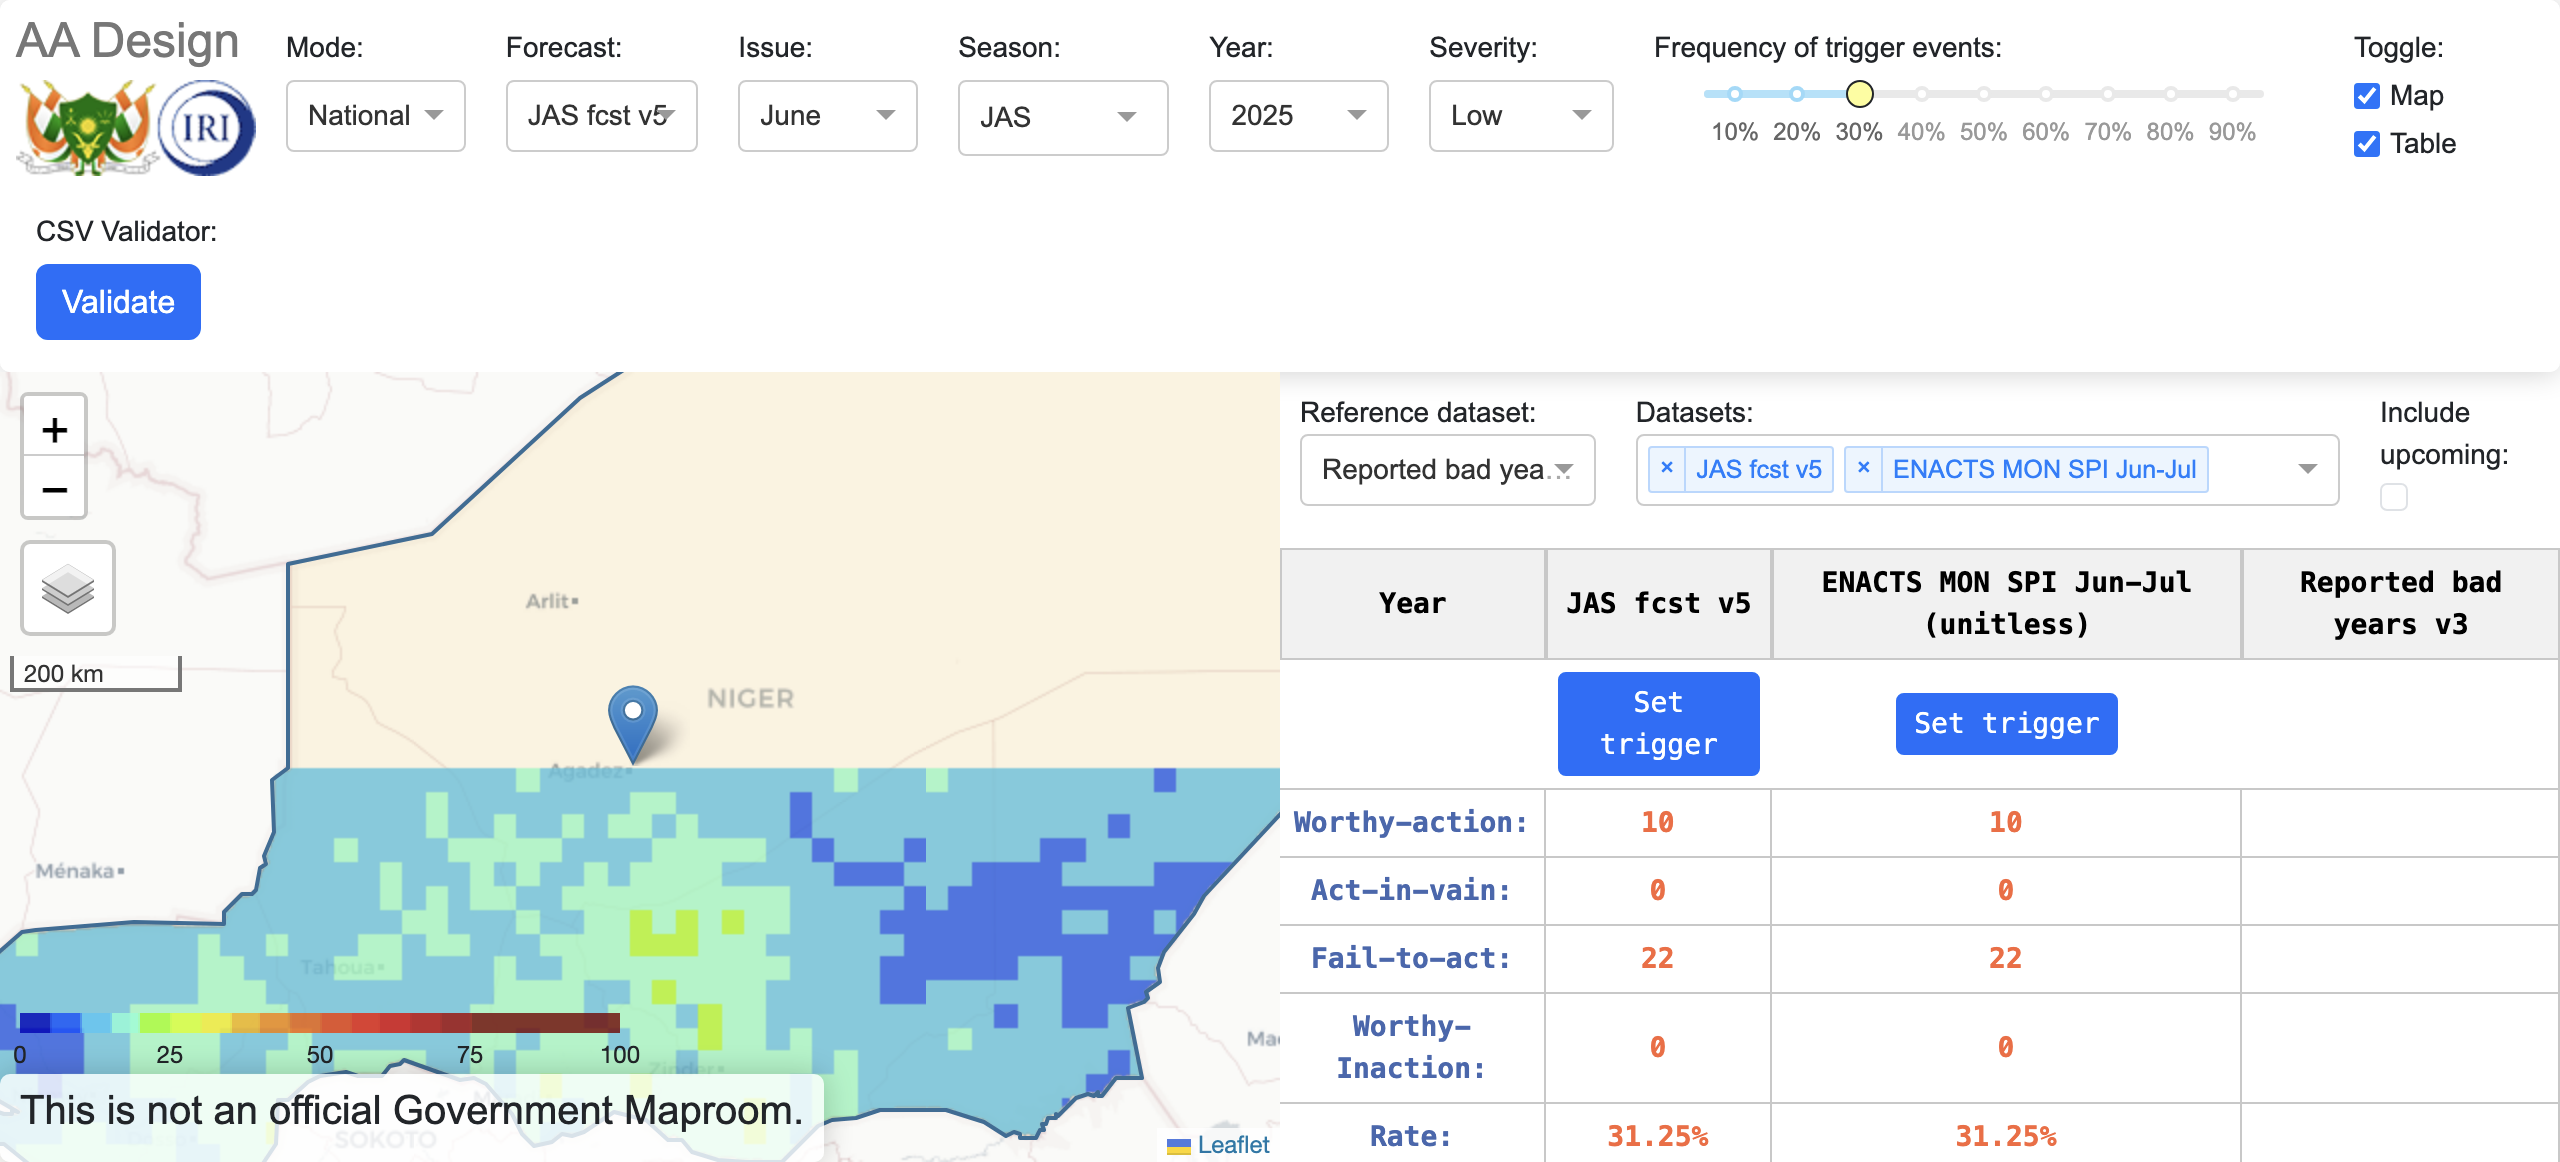 AA Design
IRI
Mode:
National
Forecast:
JAS fcst v5
Issue:
June
Season:
JAS
Year:
2025
Severity:
Low
Frequency of trigger events:
10% 20% 30% 40% 50% 60% 70% 80% 90%
Toggle:
Map
Table
CSV Validator:
Validate
+
−
200 km
Arlit
NIGER
Agadez
Ménaka
Tahoua
Zinder
Ma
0 25 50 75 100
This is not an official Government Maproom.
SOKOTO
Leaflet
Reference dataset:
Reported bad yea...
Datasets:
× JAS fcst v5 × ENACTS MON SPI Jun-Jul
Include
upcoming:
Year JAS fcst v5 ENACTS MON SPI Jun-Jul
(unitless) Reported bad
years v3
Set
trigger
Set trigger
Worthy-action: 10 10
Act-in-vain: 0 0
Fail-to-act: 22 22
Worthy-
Inaction: 0 0
Rate: 31.25% 31.25%